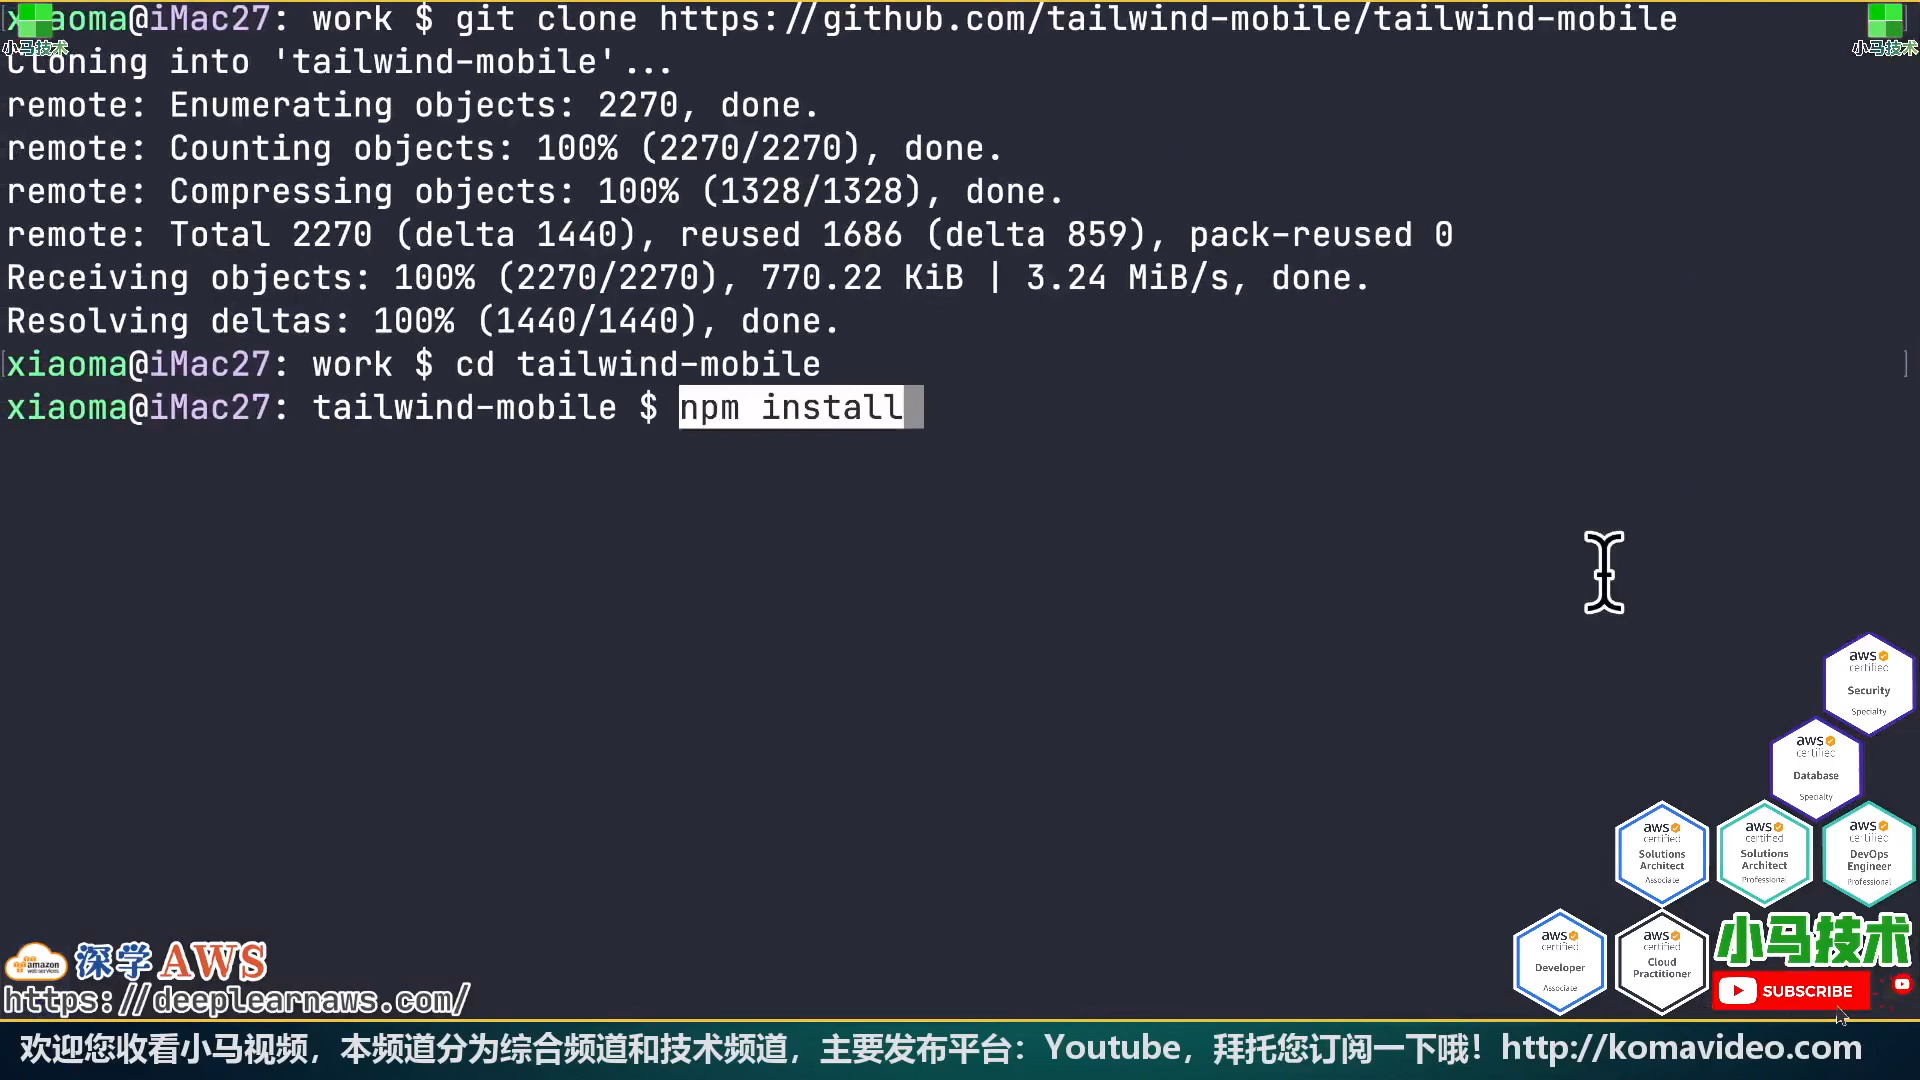 xiaoma@iMac27: work $ git clone https://github.com/tailwind-mobile/tailwind-mobile
小马技术
小马技术
Cloning into 'tailwind-mobile'...
remote: Enumerating objects: 2270, done.
remote: Counting objects: 100% (2270/2270), done.
remote: Compressing objects: 100% (1328/1328), done.
remote: Total 2270 (delta 1440), reused 1686 (delta 859), pack-reused 0
Receiving objects: 100% (2270/2270), 770.22 KiB | 3.24 MiB/s, done.
Resolving deltas: 100% (1440/1440), done.
xiaoma@iMac27: work $ cd tailwind-mobile
xiaoma@iMac27: tailwind-mobile $ npm install
aws
certified
Security
Specialty
aws
certified
Database
Specialty
aws
certified
Solutions
Architect
Associate
aws
certified
Solutions
Architect
Professional
aws
certified
DevOps
Engineer
Professional
aws
certified
Developer
Associate
aws
certified
Cloud
Practitioner
小马技术
SUBSCRIBE
amazon
web services
深学 AWS
https://deeplearnaws.com/
欢迎您收看小马视频，本频道分为综合频道和技术频道，主要发布平台：Youtube，拜托您订阅一下哦！http://komavideo.com